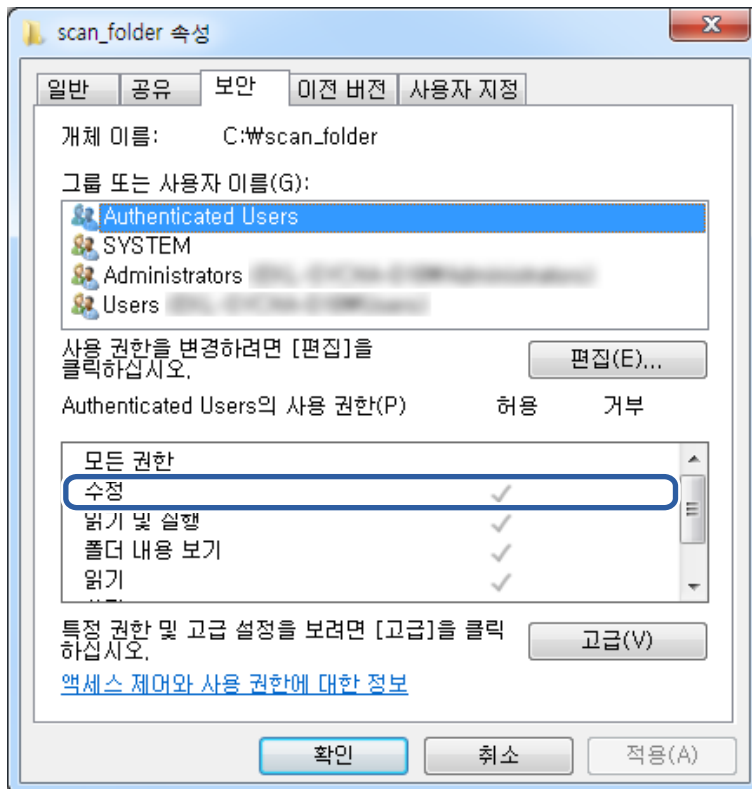 scan_folder 속성
일반 공유 보안 이전 버전 사용자 지정
개체 이름: C:₩scan_folder
그룹 또는 사용자 이름(G):
Authenticated Users
SYSTEM
Administrators
Users
사용 권한을 변경하려면 [편집]을
클릭하십시오.
편집(E)...
Authenticated Users의 사용 권한(P) 허용 거부
모든 권한
수정
읽기 및 실행
폴더 내용 보기
읽기
특정 권한 및 고급 설정을 보려면 [고급]을 클릭
하십시오.
고급(V)
액세스 제어와 사용 권한에 대한 정보
확인 취소 적용(A)